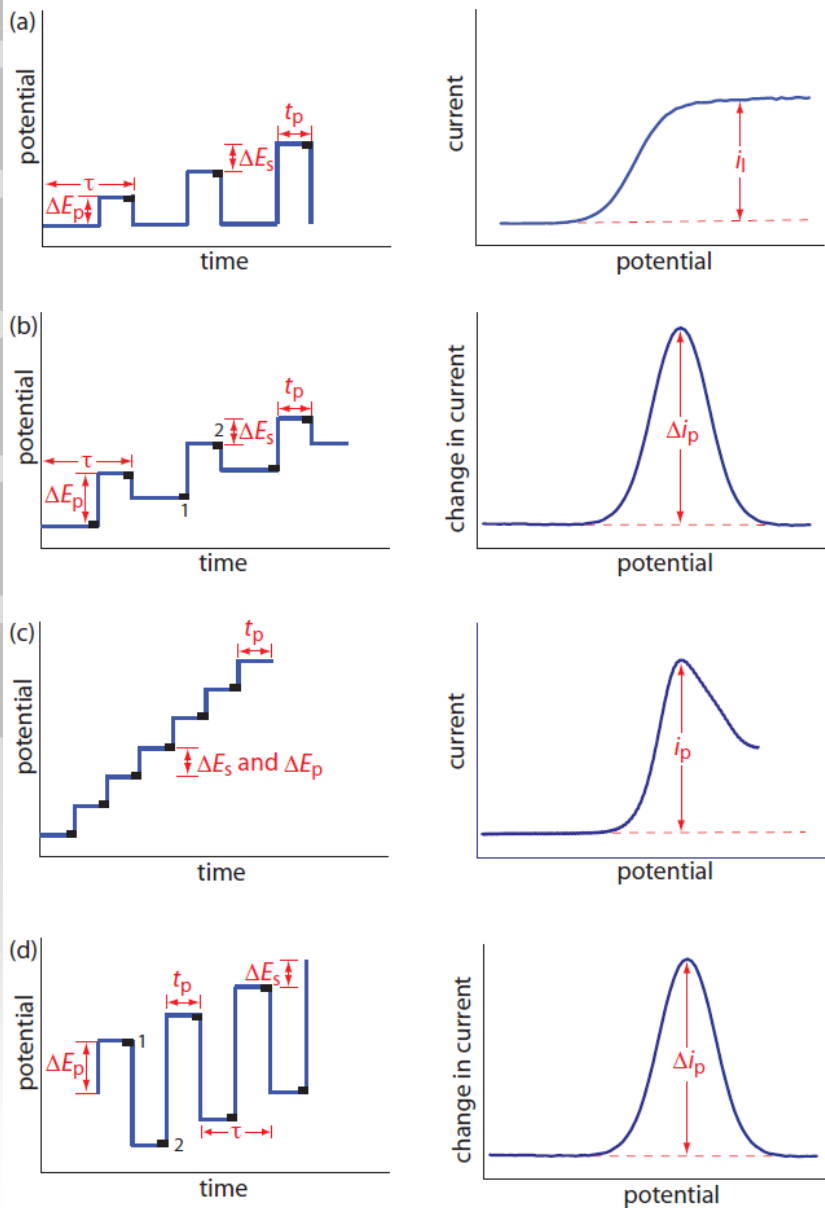 (a)
potential
τ
ΔEp
ΔEs
tp
time
current
il
potential
(b)
potential
τ
ΔEp
1
2
ΔEs
tp
time
change in current
Δip
potential
(c)
potential
tp
ΔEs and ΔEp
time
current
ip
potential
(d)
potential
ΔEp
1
2
tp
τ
ΔEs
time
change in current
Δip
potential